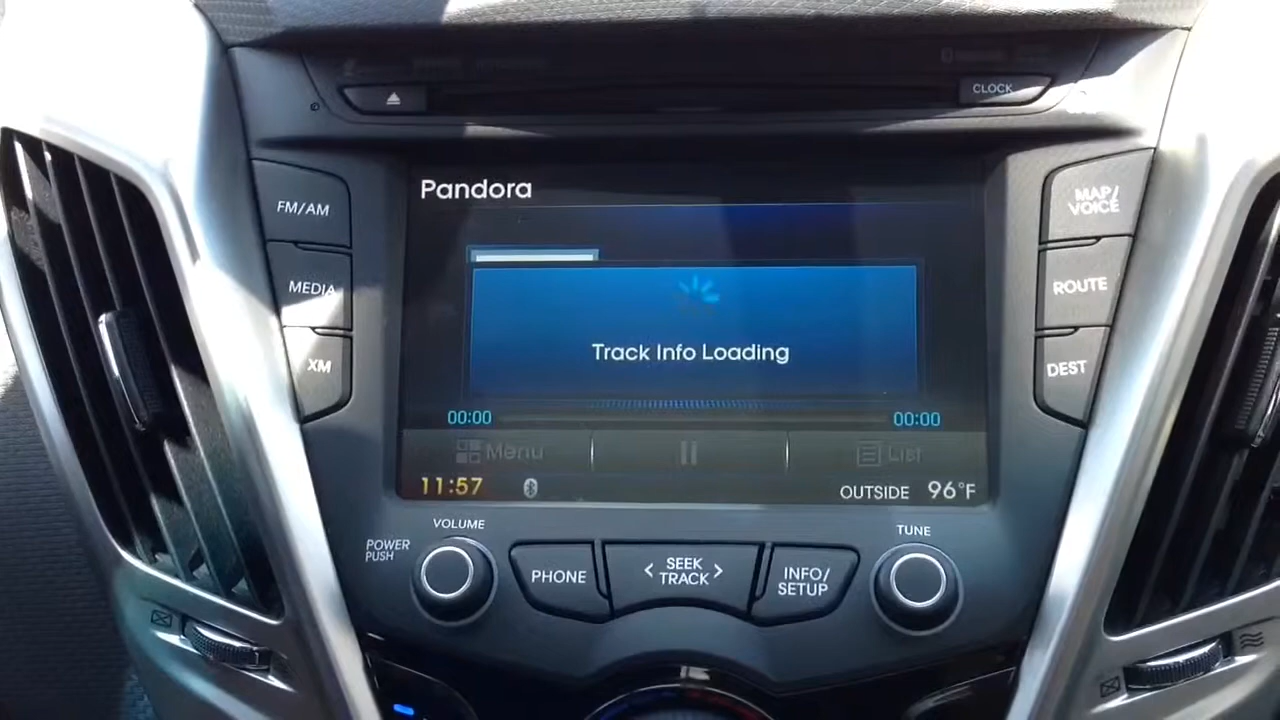 CLOCK
FM/AM
MEDIA
XM
Pandora
Track Info Loading
00:00
00:00
Menu
List
11:57
OUTSIDE 96°F
MAP/
VOICE
ROUTE
DEST
VOLUME
POWER
PUSH
PHONE
< SEEK >
TRACK
INFO/
SETUP
TUNE